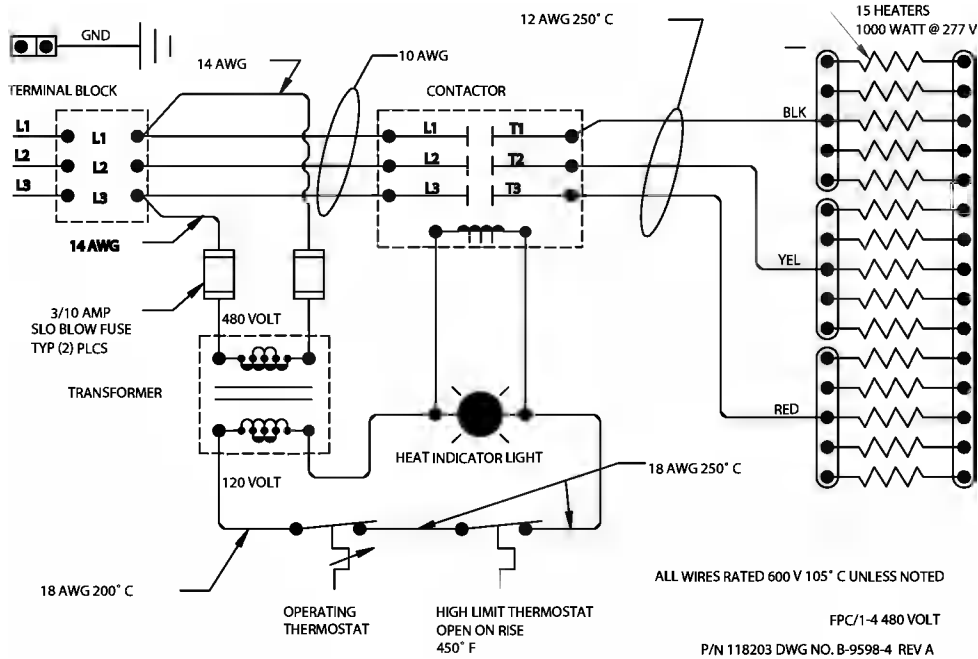 15 HEATERS
1000 WATT @ 277 V
12 AWG 250° C
GND
14 AWG
10 AWG
TERMINAL BLOCK
CONTACTOR
L1 L1 L1 T1
BLK
L2 L2 L2 T2
L3 L3 L3 T3
14 AWG
YEL
3/10 AMP
SLO BLOW FUSE
TYP (2) PLCS
480 VOLT
TRANSFORMER
RED
HEAT INDICATOR LIGHT
18 AWG 250° C
120 VOLT
18 AWG 200° C
ALL WIRES RATED 600 V 105° C UNLESS NOTED
OPERATING
THERMOSTAT
HIGH LIMIT THERMOSTAT
OPEN ON RISE
450° F
FPC/1-4 480 VOLT
P/N 118203 DWG NO. B-9598-4 REV A